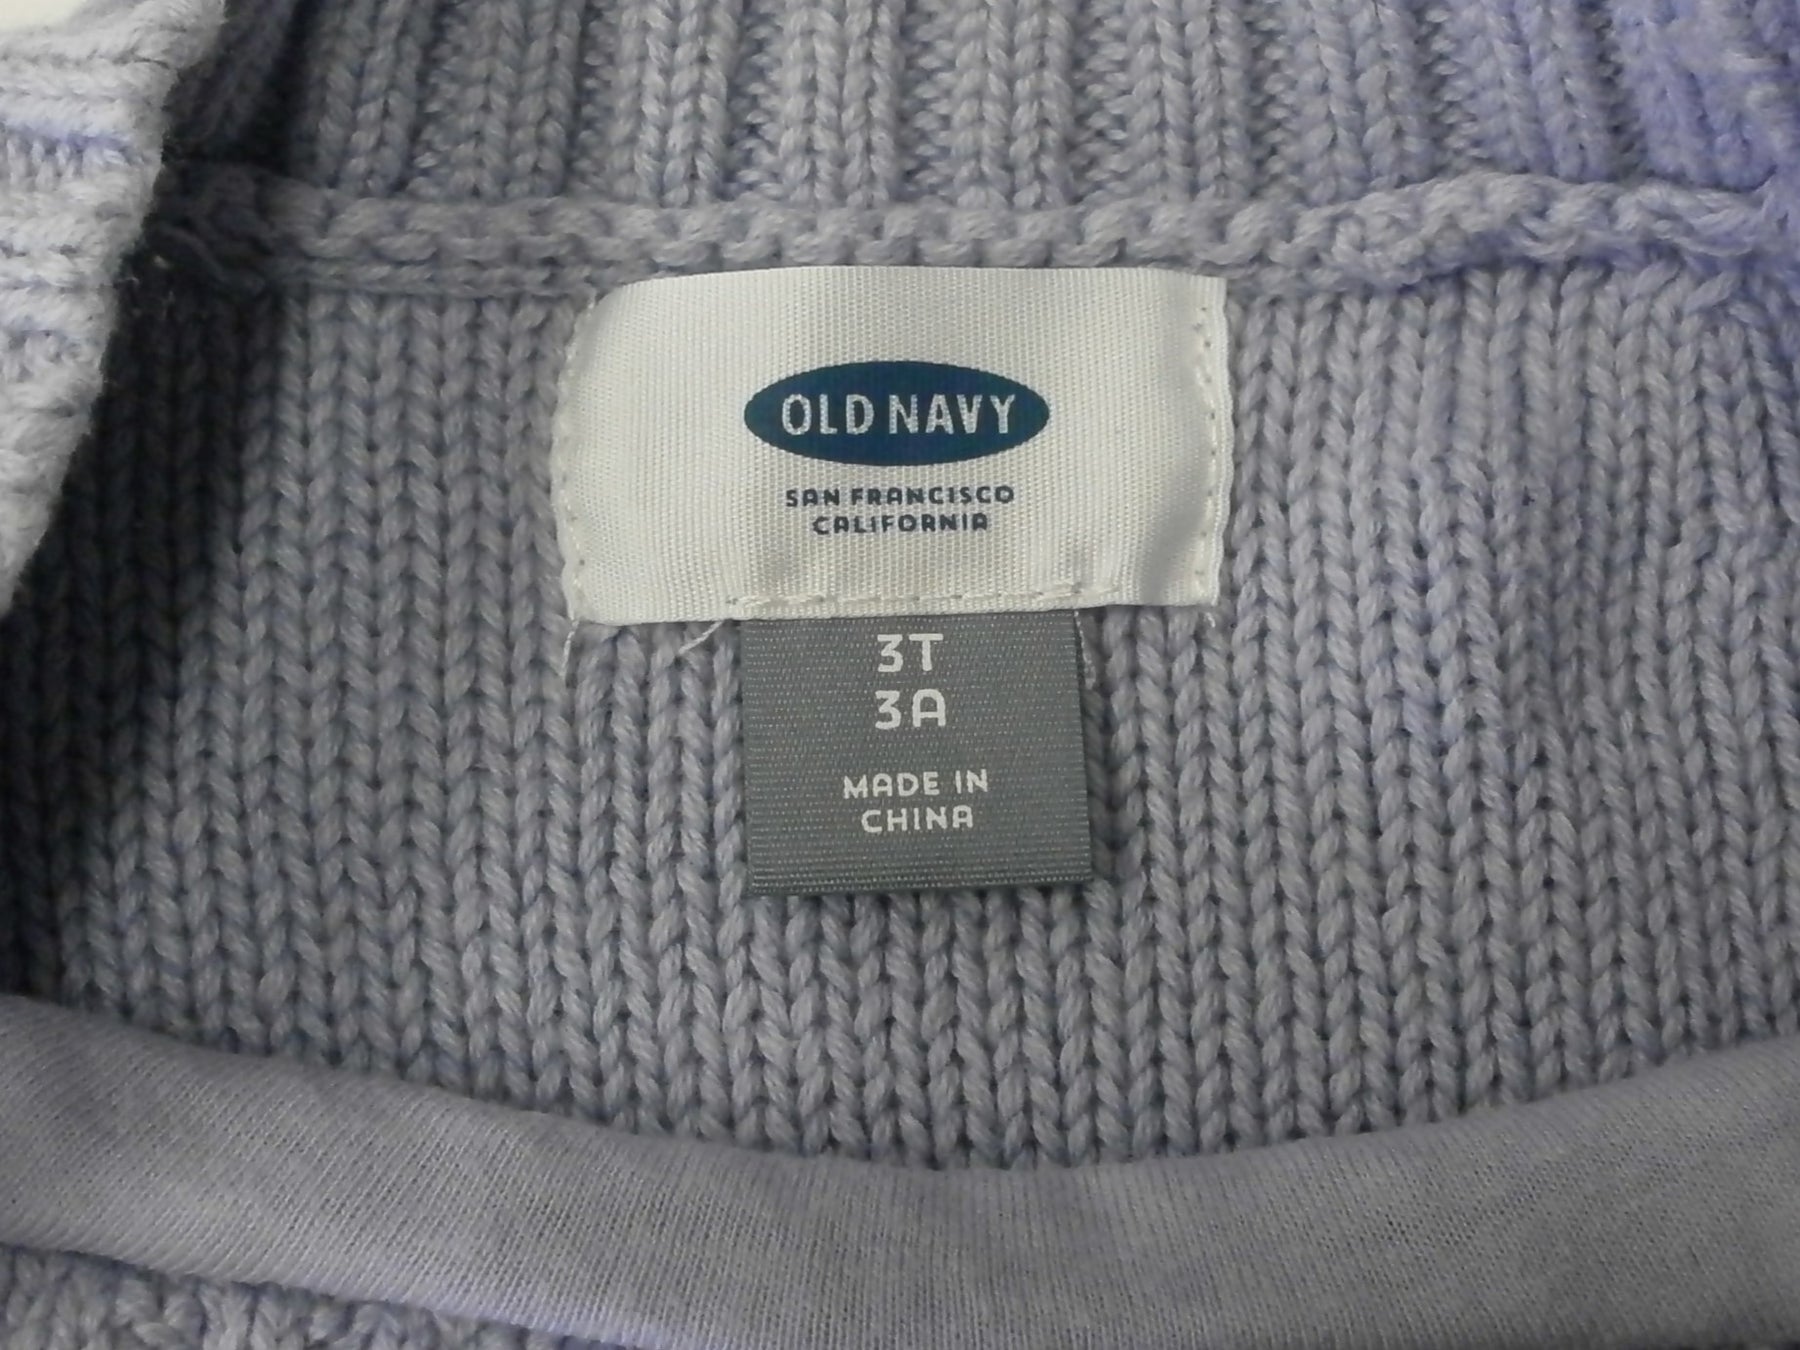 OLD NAVY
SAN FRANCISCO
CALIFORNIA
3T
3A
MADE IN
CHINA